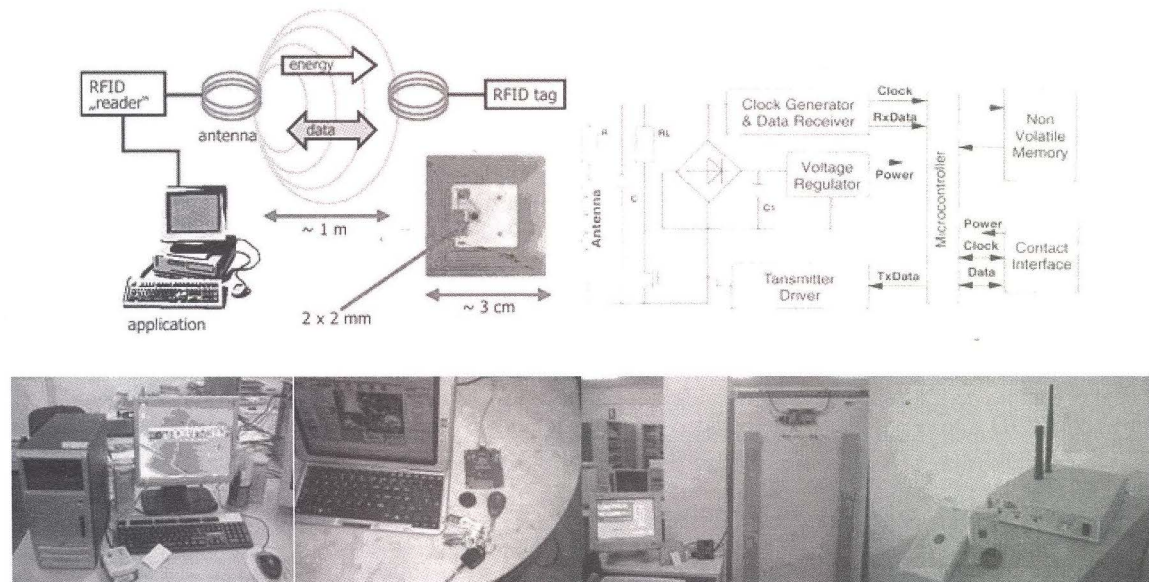 RFID
„reader“
antenna
energy
data
RFID tag
~ 1 m
2 x 2 mm
~ 3 cm
application
Antenna
R
RL
C
Clock Generator
& Data Receiver
Clock
RxData
Voltage
Regulator
Power
Tansmitter
Driver
TxData
Microcontroller
Non
Volatile
Memory
Power
Clock
Data
Contact
Interface